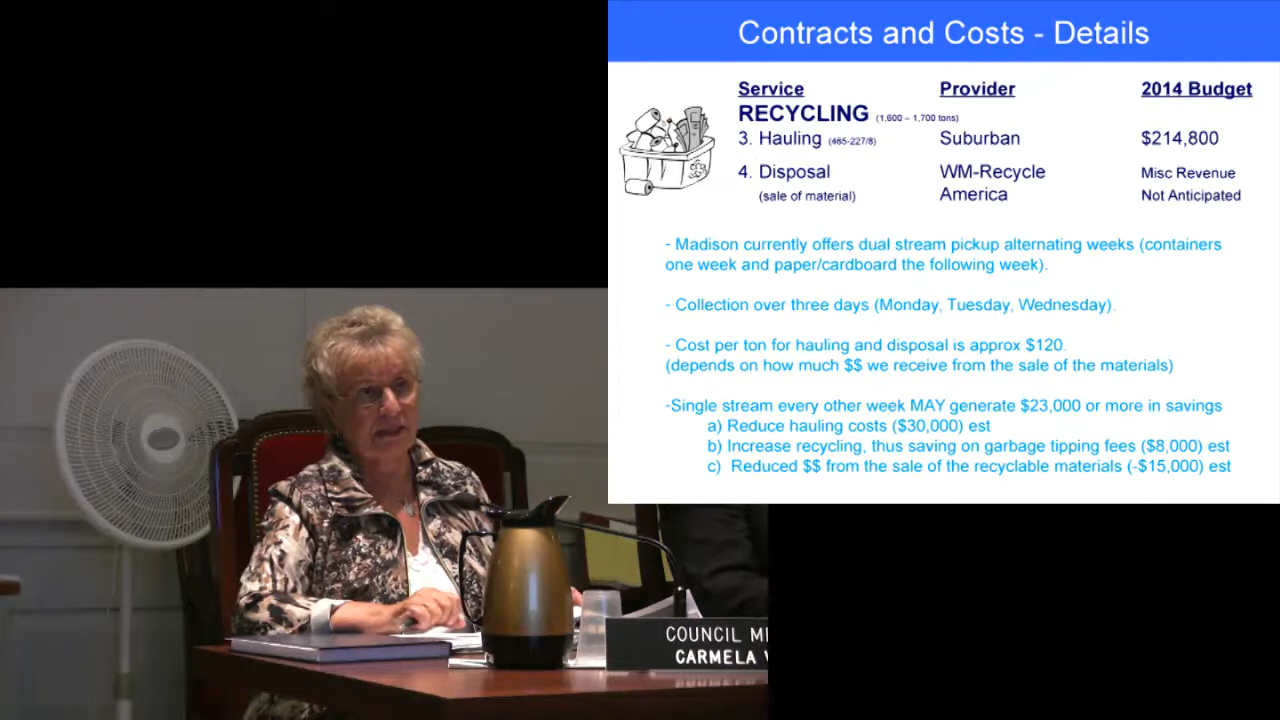 Contracts and Costs - Details
Service Provider 2014 Budget
RECYCLING (1,600 – 1,700 tons)
3. Hauling (465-227/8) Suburban $214,800
4. Disposal WM-Recycle Misc Revenue
(sale of material) America Not Anticipated
- Madison currently offers dual stream pickup alternating weeks (containers
one week and paper/cardboard the following week).
- Collection over three days (Monday, Tuesday, Wednesday).
- Cost per ton for hauling and disposal is approx $120.
(depends on how much $$ we receive from the sale of the materials)
-Single stream every other week MAY generate $23,000 or more in savings
a) Reduce hauling costs ($30,000) est
b) Increase recycling, thus saving on garbage tipping fees ($8,000) est
c) Reduced $$ from the sale of the recyclable materials (-$15,000) est
COUNCIL
CARMELA